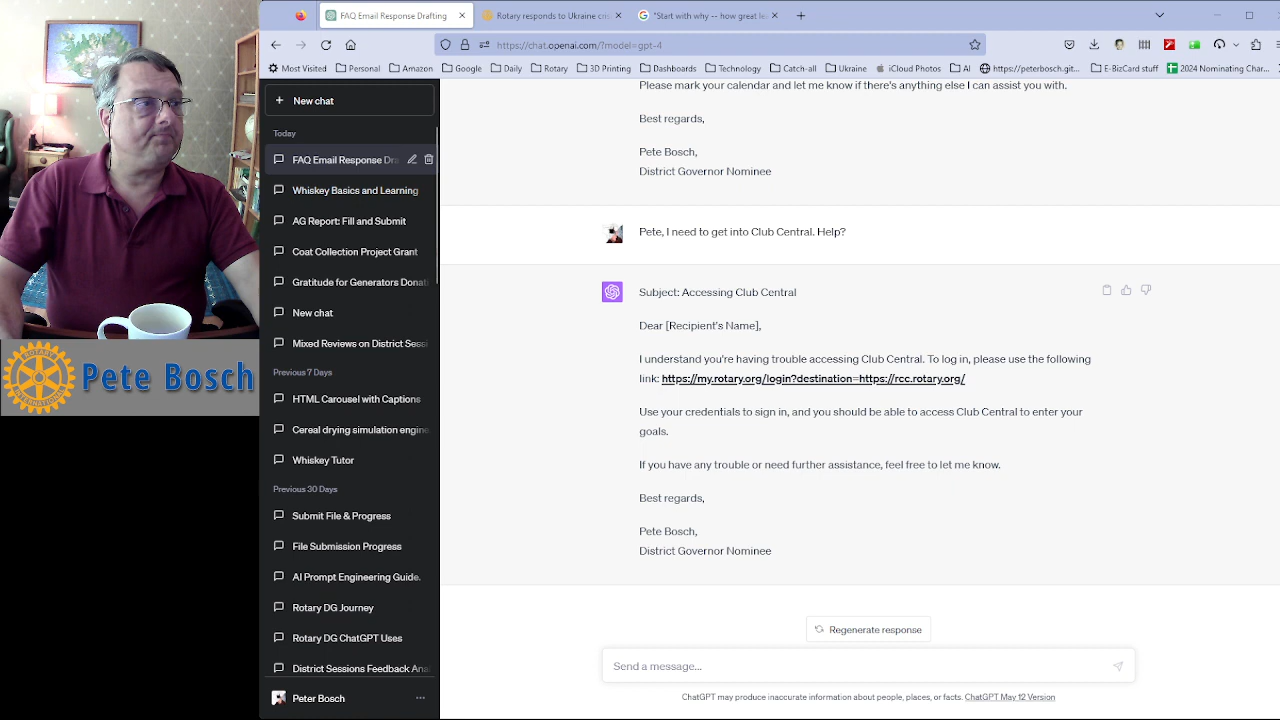 FAQ Email Response Drafting
Rotary responds to Ukraine cris
"Start with why -- how great
https://chat.openai.com/?model=gpt-4
Most Visited
Personal
Amazon
Google
Daily
Rotary
3D Printing
Dashboards
Technology
Catch-all
Ukraine
iCloud Photos
AI
https://peterbosch.git...
BizCard stuff
2024 Nominating Char...
New chat
Today
FAQ Email Response Dra
Whiskey Basics and Learning
AG Report: Fill and Submit
Coat Collection Project Grant
Gratitude for Generators Donati
New chat
Mixed Reviews on District Sessi
Previous 7 Days
HTML Carousel with Captions
Cereal drying simulation engine
Whiskey Tutor
Previous 30 Days
Submit File & Progress
File Submission Progress
AI Prompt Engineering Guide.
Rotary DG Journey
Rotary DG ChatGPT Uses
District Sessions Feedback Ana
Peter Bosch
Please mark your calendar and let me know if there's anything else I can assist you with.
Best regards,
Pete Bosch,
District Governor Nominee
Pete, I need to get into Club Central. Help?
Subject: Accessing Club Central
Dear [Recipient's Name],
I understand you're having trouble accessing Club Central. To log in, please use the following
link: https://my.rotary.org/login?destination=https://rcc.rotary.org/
Use your credentials to sign in, and you should be able to access Club Central to enter your
goals.
If you have any trouble or need further assistance, feel free to let me know.
Best regards,
Pete Bosch,
District Governor Nominee
Regenerate response
Send a message...
ChatGPT may produce inaccurate information about people, places, or facts. ChatGPT May 12 Version
ROTARY
INTERNATIONAL
Pete Bosch